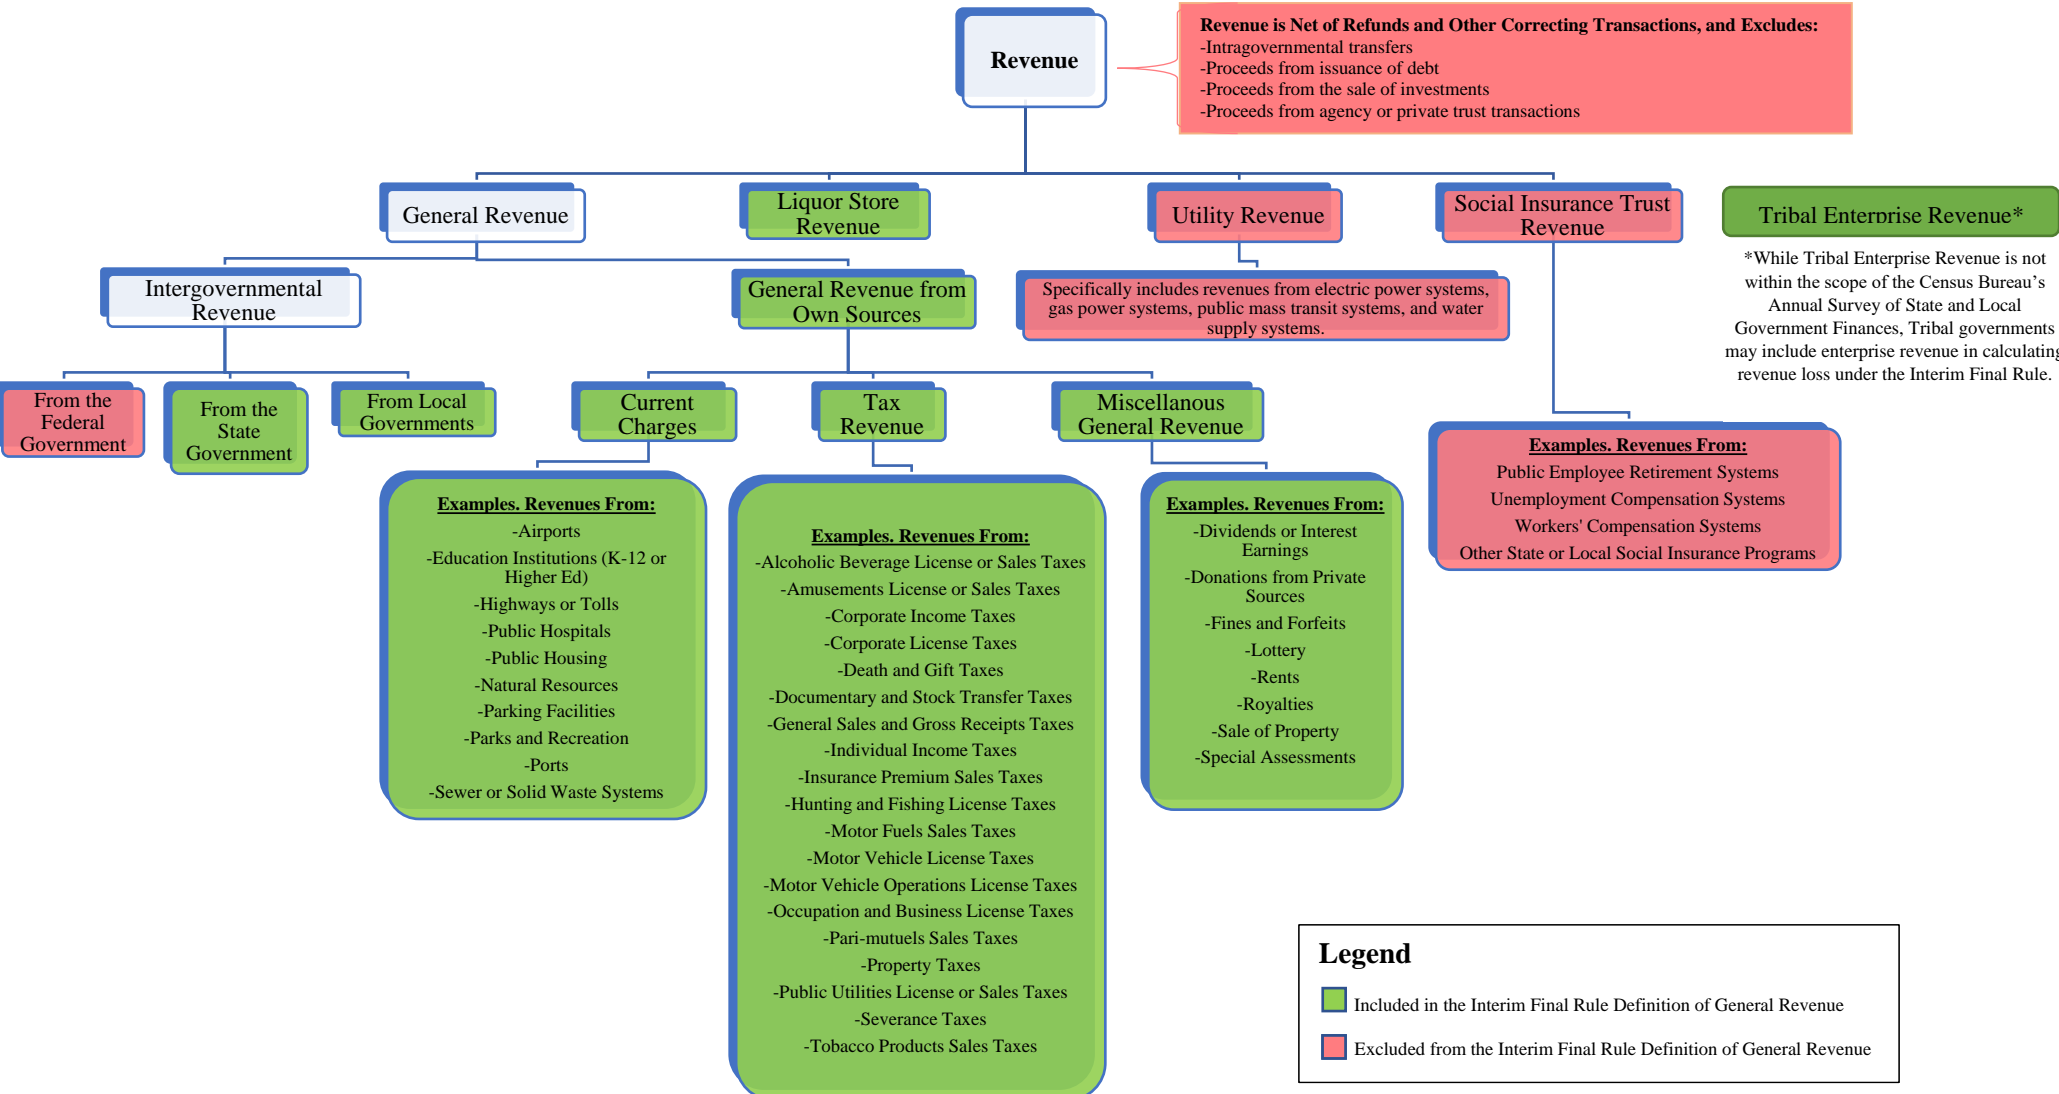 Revenue
Revenue is Net of Refunds and Other Correcting Transactions, and Excludes:
-Intragovernmental transfers
-Proceeds from issuance of debt
-Proceeds from the sale of investments
-Proceeds from agency or private trust transactions
General Revenue
Liquor Store
Revenue
Utility Revenue
Social Insurance Trust
Revenue
Tribal Enterprise Revenue*
*While Tribal Enterprise Revenue is not
within the scope of the Census Bureau's
Annual Survey of State and Local
Government Finances, Tribal governments
may include enterprise revenue in calculating
revenue loss under the Interim Final Rule.
Intergovernmental
Revenue
General Revenue from
Own Sources
Specifically includes revenues from electric power systems,
gas power systems, public mass transit systems, and water
supply systems.
From the
Federal
Government
From the
State
Government
From Local
Governments
Current
Charges
Tax
Revenue
Miscellanous
General Revenue
Examples. Revenues From:
-Airports
-Education Institutions (K-12 or
Higher Ed)
-Highways or Tolls
-Public Hospitals
-Public Housing
-Natural Resources
-Parking Facilities
-Parks and Recreation
-Ports
-Sewer or Solid Waste Systems
Examples. Revenues From:
-Alcoholic Beverage License or Sales Taxes
-Amusements License or Sales Taxes
-Corporate Income Taxes
-Corporate License Taxes
-Death and Gift Taxes
-Documentary and Stock Transfer Taxes
-General Sales and Gross Receipts Taxes
-Individual Income Taxes
-Insurance Premium Sales Taxes
-Hunting and Fishing License Taxes
-Motor Fuels Sales Taxes
-Motor Vehicle License Taxes
-Motor Vehicle Operations License Taxes
-Occupation and Business License Taxes
-Pari-mutuels Sales Taxes
-Property Taxes
-Public Utilities License or Sales Taxes
-Severance Taxes
-Tobacco Products Sales Taxes
Examples. Revenues From:
-Dividends or Interest
Earnings
-Donations from Private
Sources
-Fines and Forfeits
-Lottery
-Rents
-Royalties
-Sale of Property
-Special Assessments
Examples. Revenues From:
Public Employee Retirement Systems
Unemployment Compensation Systems
Workers' Compensation Systems
Other State or Local Social Insurance Programs
Legend
Included in the Interim Final Rule Definition of General Revenue
Excluded from the Interim Final Rule Definition of General Revenue